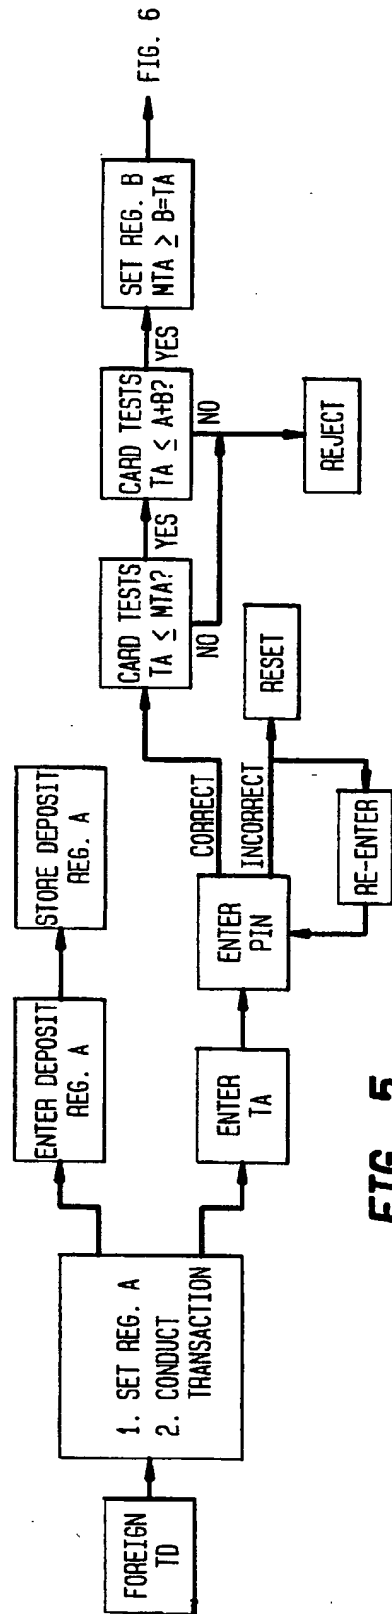 FOREIGN
TD
1. SET REG. A
2. CONDUCT
TRANSACTION
ENTER DEPOSIT
REG. A
STORE DEPOSIT
REG. A
ENTER
TA
ENTER
PIN
CORRECT
INCORRECT
RE-ENTER
RESET
CARD TESTS
TA ≤ MTA?
YES
NO
CARD TESTS
TA ≤ A+B?
YES
NO
REJECT
SET REG. B
MTA ≥ B=TA
FIG. 6
FIG. 5